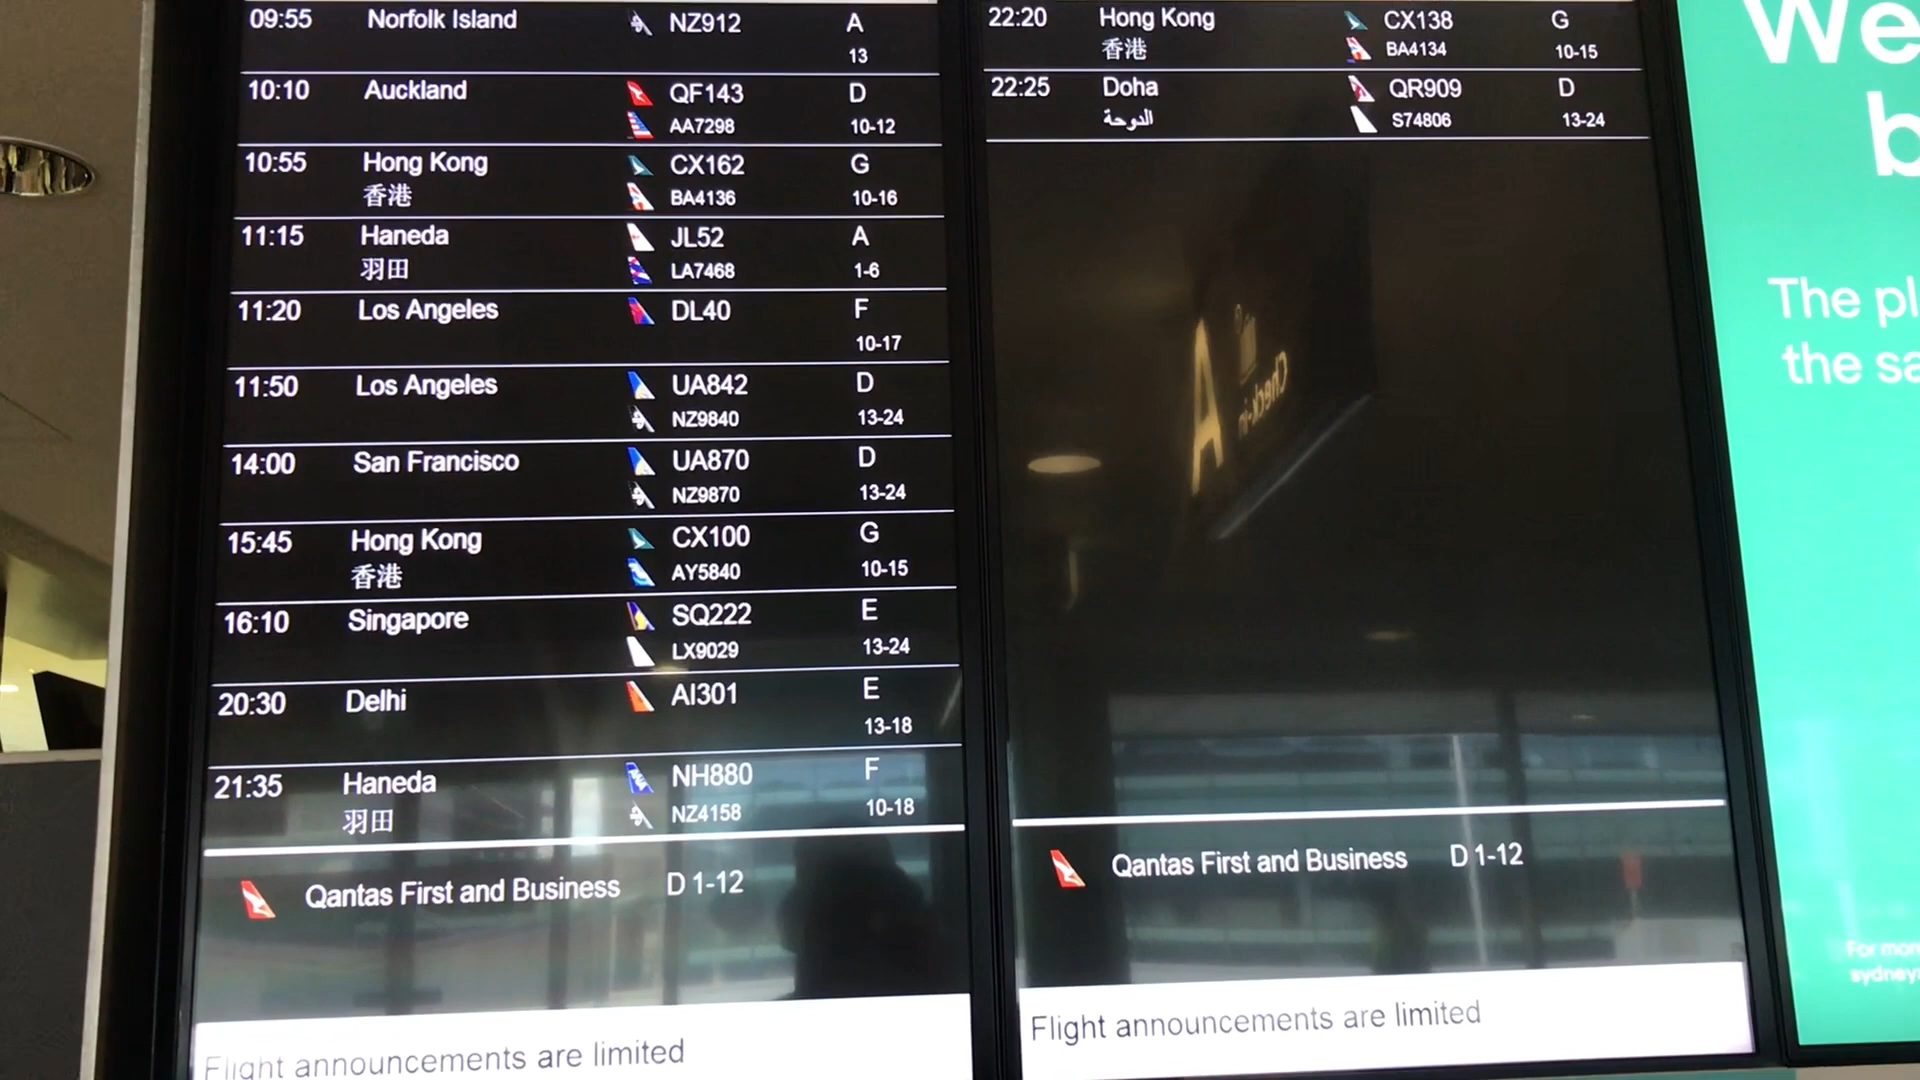 09:55 Norfolk Island NZ912 A
13
10:10 Auckland QF143 D
AA7298 10-12
10:55 Hong Kong CX162 G
香港 BA4136 10-16
11:15 Haneda JL52 A
羽田 LA7468 1-6
11:20 Los Angeles DL40 F
10-17
11:50 Los Angeles UA842 D
NZ9840 13-24
14:00 San Francisco UA870 D
NZ9870 13-24
15:45 Hong Kong CX100 G
香港 AY5840 10-15
16:10 Singapore SQ222 E
LX9029 13-24
20:30 Delhi AI301 E
13-18
21:35 Haneda NH880 F
羽田 NZ4158 10-18
Qantas First and Business D 1-12
Flight announcements are limited
22:20 Hong Kong CX138 G
香港 BA4134 10-15
22:25 Doha QR909 D
الدوحة S74806 13-24
A
Check-in
Qantas First and Business D 1-12
Flight announcements are limited
We
b
The pl
the sa
For mor
sydney